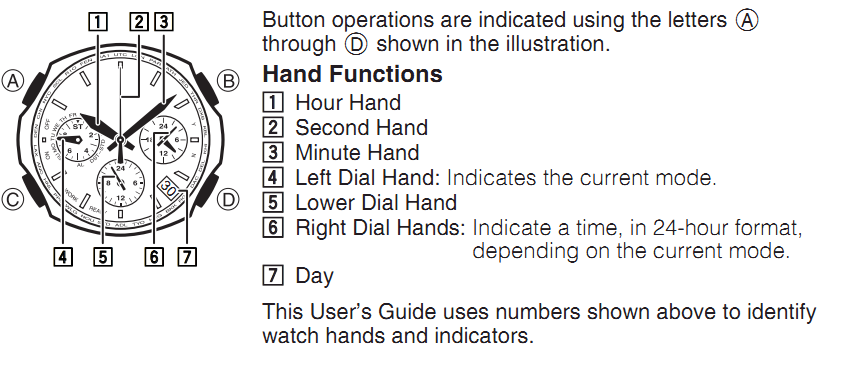 1 2 3
A B
C D
4 5 6 7
Button operations are indicated using the letters Ⓐ
through Ⓓ shown in the illustration.
Hand Functions
1 Hour Hand
2 Second Hand
3 Minute Hand
4 Left Dial Hand: Indicates the current mode.
5 Lower Dial Hand
6 Right Dial Hands: Indicate a time, in 24-hour format,
depending on the current mode.
7 Day
This User's Guide uses numbers shown above to identify
watch hands and indicators.